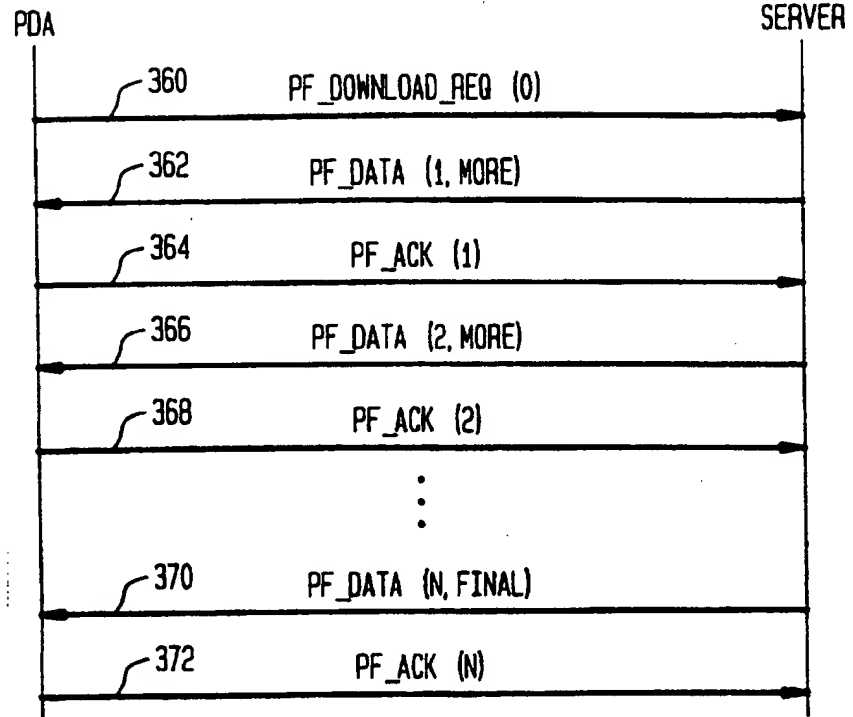 PDA SERVER
360 PF_DOWNLOAD_REQ (0)
362 PF_DATA (1, MORE)
364 PF_ACK (1)
366 PF_DATA (2, MORE)
368 PF_ACK (2)
370 PF_DATA (N, FINAL)
372 PF_ACK (N)